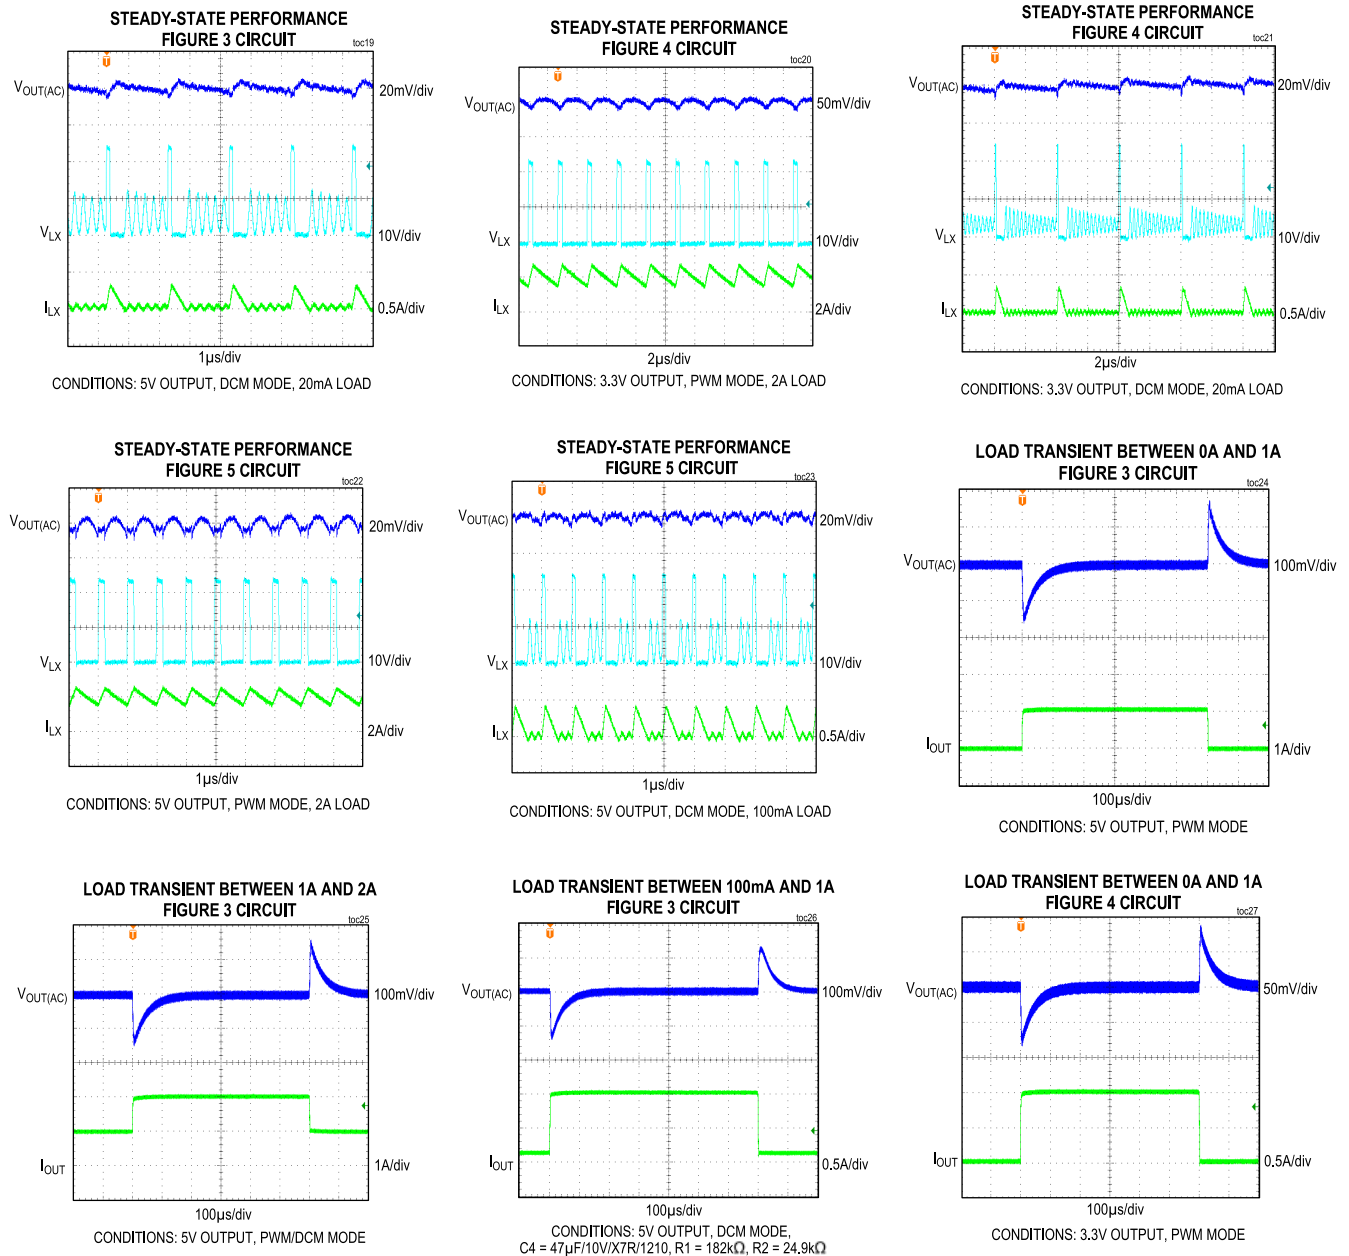 STEADY-STATE PERFORMANCE
FIGURE 3 CIRCUIT
toc19
T
VOUT(AC)
20mV/div
VLX
10V/div
ILX
0.5A/div
1µs/div
CONDITIONS: 5V OUTPUT, DCM MODE, 20mA LOAD
STEADY-STATE PERFORMANCE
FIGURE 4 CIRCUIT
toc20
T
VOUT(AC)
50mV/div
VLX
10V/div
ILX
2A/div
2µs/div
CONDITIONS: 3.3V OUTPUT, PWM MODE, 2A LOAD
STEADY-STATE PERFORMANCE
FIGURE 4 CIRCUIT
toc21
T
VOUT(AC)
20mV/div
VLX
10V/div
ILX
0.5A/div
2µs/div
CONDITIONS: 3.3V OUTPUT, DCM MODE, 20mA LOAD
STEADY-STATE PERFORMANCE
FIGURE 5 CIRCUIT
toc22
T
VOUT(AC)
20mV/div
VLX
10V/div
ILX
2A/div
1µs/div
CONDITIONS: 5V OUTPUT, PWM MODE, 2A LOAD
STEADY-STATE PERFORMANCE
FIGURE 5 CIRCUIT
toc23
T
VOUT(AC)
20mV/div
VLX
10V/div
ILX
0.5A/div
1µs/div
CONDITIONS: 5V OUTPUT, DCM MODE, 100mA LOAD
LOAD TRANSIENT BETWEEN 0A AND 1A
FIGURE 3 CIRCUIT
toc24
T
VOUT(AC)
100mV/div
IOUT
1A/div
100µs/div
CONDITIONS: 5V OUTPUT, PWM MODE
LOAD TRANSIENT BETWEEN 1A AND 2A
FIGURE 3 CIRCUIT
toc25
T
VOUT(AC)
100mV/div
IOUT
1A/div
100µs/div
CONDITIONS: 5V OUTPUT, PWM/DCM MODE
LOAD TRANSIENT BETWEEN 100mA AND 1A
FIGURE 3 CIRCUIT
toc26
T
VOUT(AC)
100mV/div
IOUT
0.5A/div
100µs/div
CONDITIONS: 5V OUTPUT, DCM MODE,
C4 = 47µF/10V/X7R/1210, R1 = 182kΩ, R2 = 24.9kΩ
LOAD TRANSIENT BETWEEN 0A AND 1A
FIGURE 4 CIRCUIT
toc27
T
VOUT(AC)
50mV/div
IOUT
0.5A/div
100µs/div
CONDITIONS: 3.3V OUTPUT, PWM MODE